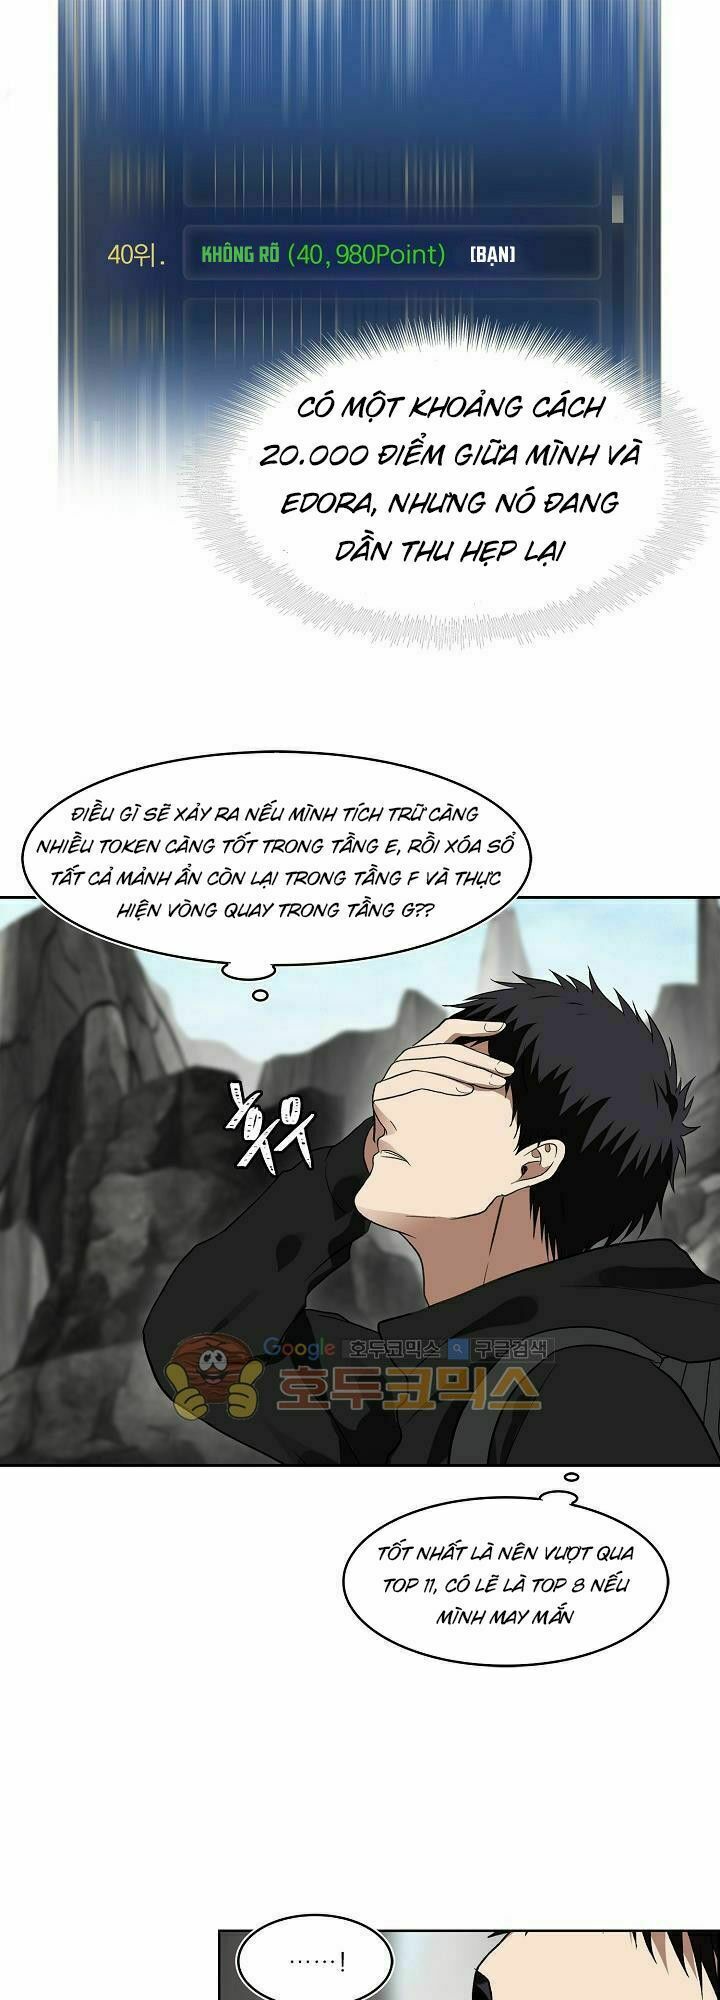 40위. KHÔNG RÕ (40,980Point) [BẠN]
CÓ MỘT KHOẢNG CÁCH
20.000 ĐIỂM GIỮA MÌNH VÀ
EDORA, NHƯNG NÓ ĐANG
DẦN THU HẸP LẠI
ĐIỀU GÌ SẼ XẢY RA NẾU MÌNH TÍCH TRỮ CÀNG
NHIỀU TOKEN CÀNG TỐT TRONG TẦNG E, RỒI XÓA SỔ
TẤT CẢ MẢNH ẨN CÒN LẠI TRONG TẦNG F VÀ THỰC
HIỆN VÒNG QUAY TRONG TẦNG G??
후우
Google 호두코믹스 구글검색
호두코믹스
TỐT NHẤT LÀ NÊN VƯỢT QUA
TOP 11, CÓ LẼ LÀ TOP 8 NẾU
MÌNH MAY MẮN
……!